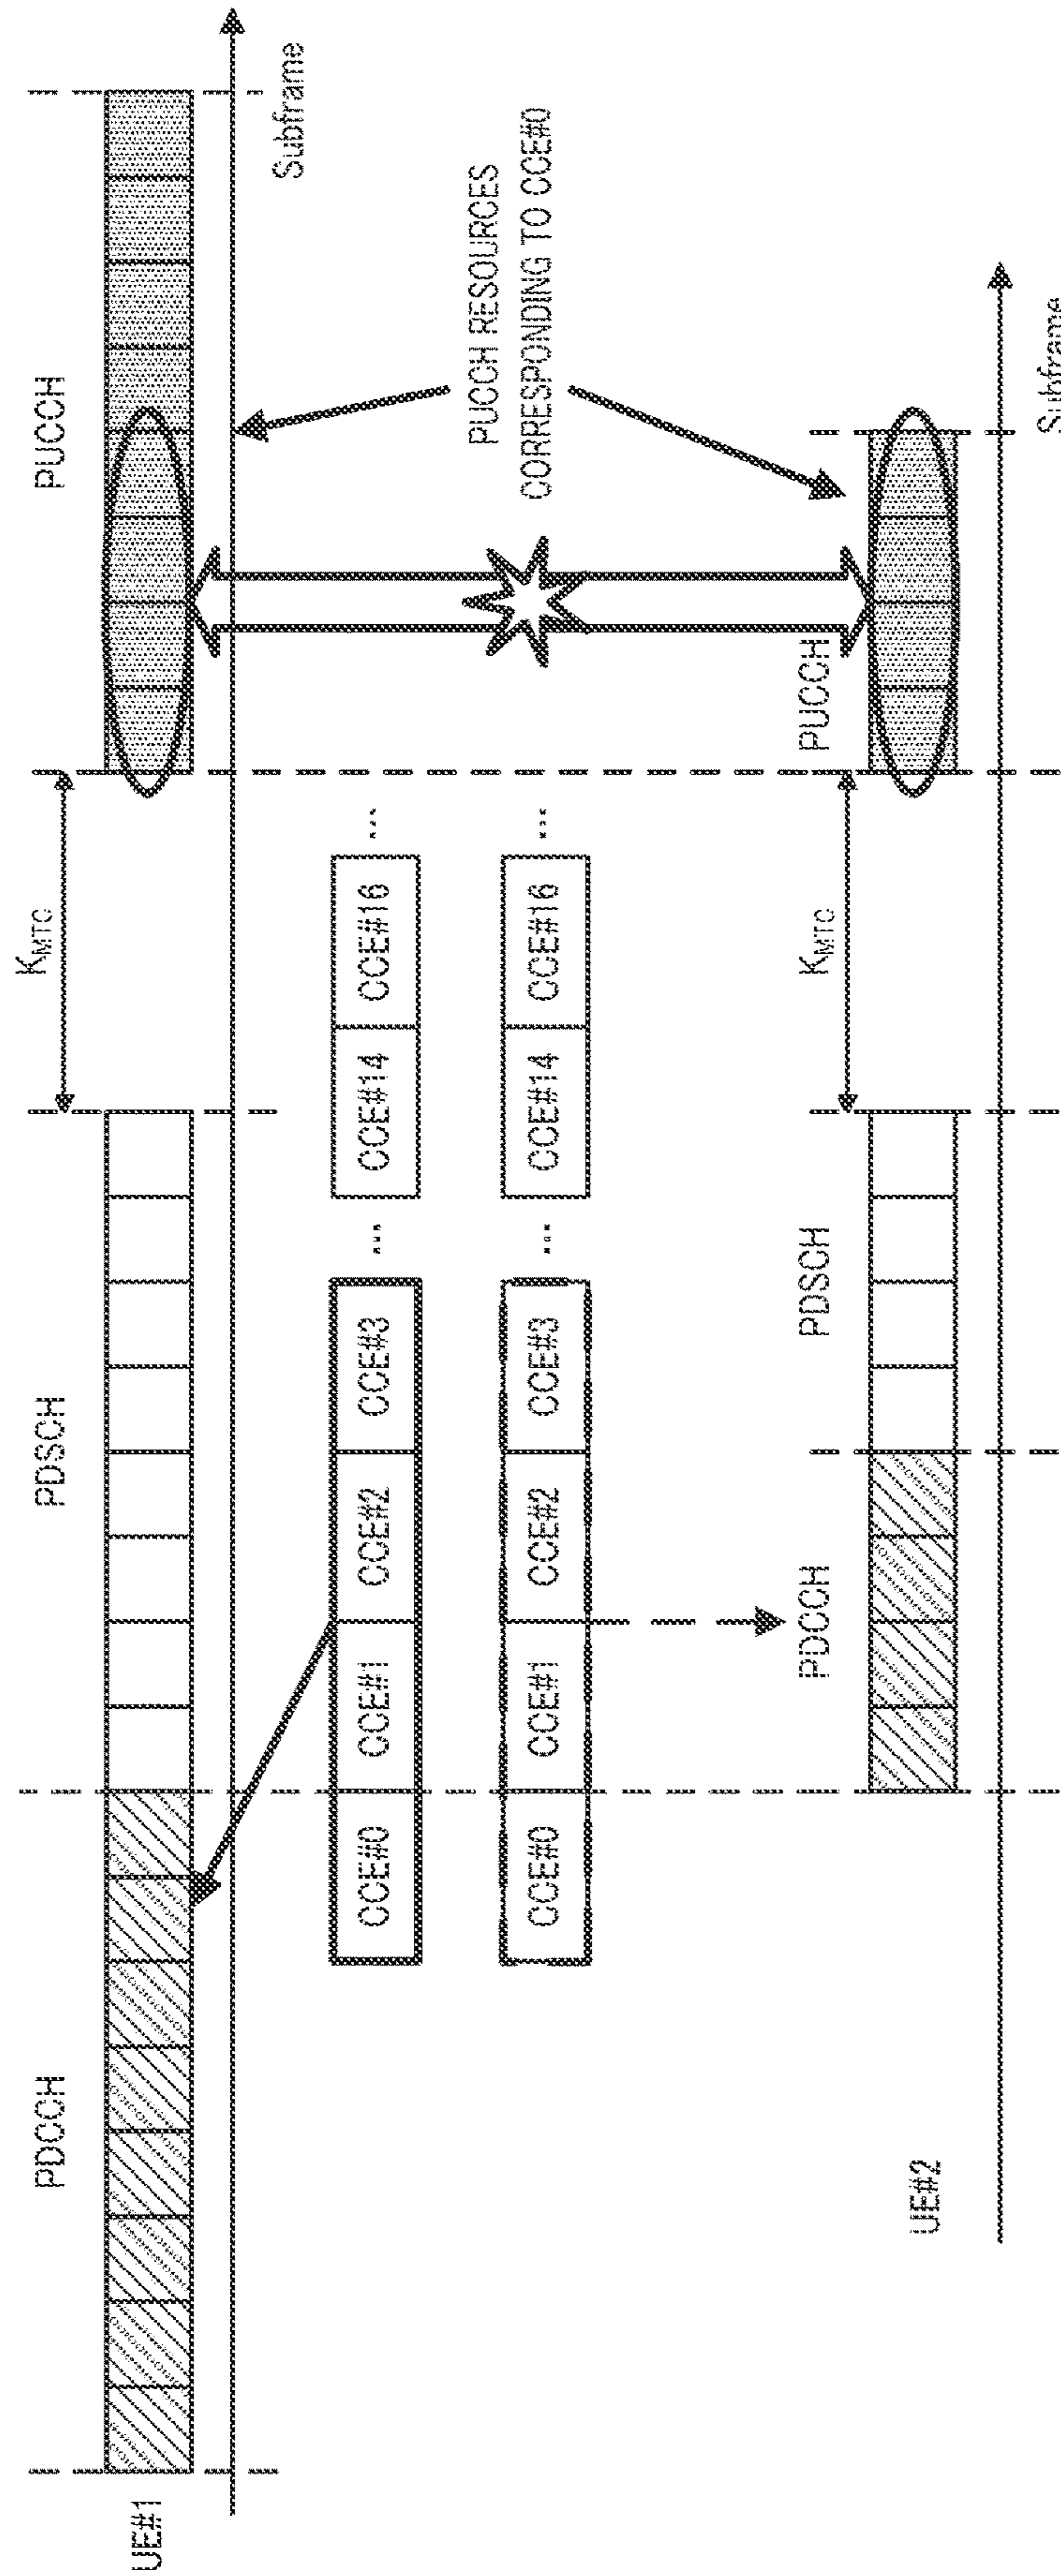 PDCCH
PDSCH
K_MTC
PUCCH
UE#1
Subframe
CCE#0
CCE#1
CCE#2
CCE#3
...
CCE#14
CCE#16
...
PUCCH RESOURCES
CORRESPONDING TO CCE#0
CCE#0
CCE#1
CCE#2
CCE#3
...
CCE#14
CCE#16
...
PDCCH
PDSCH
K_MTC
PUCCH
UE#2
Subframe